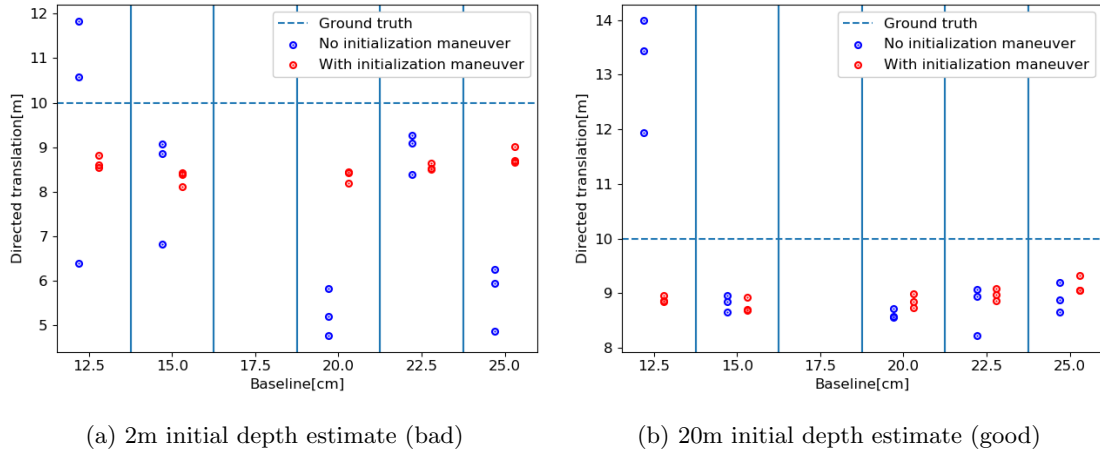 12
11
10
9
8
7
6
5
Directed translation[m]
12.5
15.0
17.5
20.0
22.5
25.0
Baseline[cm]
Ground truth
No initialization maneuver
With initialization maneuver
(a) 2m initial depth estimate (bad)
14
13
12
11
10
9
8
Directed translation[m]
12.5
15.0
17.5
20.0
22.5
25.0
Baseline[cm]
Ground truth
No initialization maneuver
With initialization maneuver
(b) 20m initial depth estimate (good)